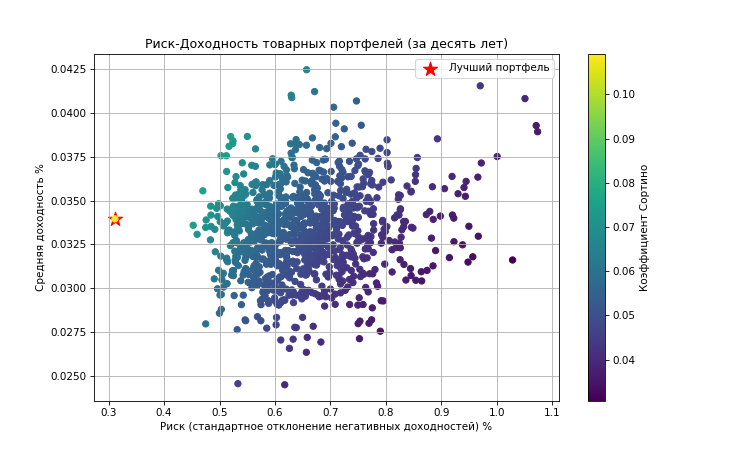 Риск-Доходность товарных портфелей (за десять лет)
Лучший портфель
Средняя доходность %
0.0425
0.0400
0.0375
0.0350
0.0325
0.0300
0.0275
0.0250
0.3 0.4 0.5 0.6 0.7 0.8 0.9 1.0 1.1
Риск (стандартное отклонение негативных доходностей) %
0.10
0.09
0.08
0.07
0.06
0.05
0.04
Коэффициент Сортино